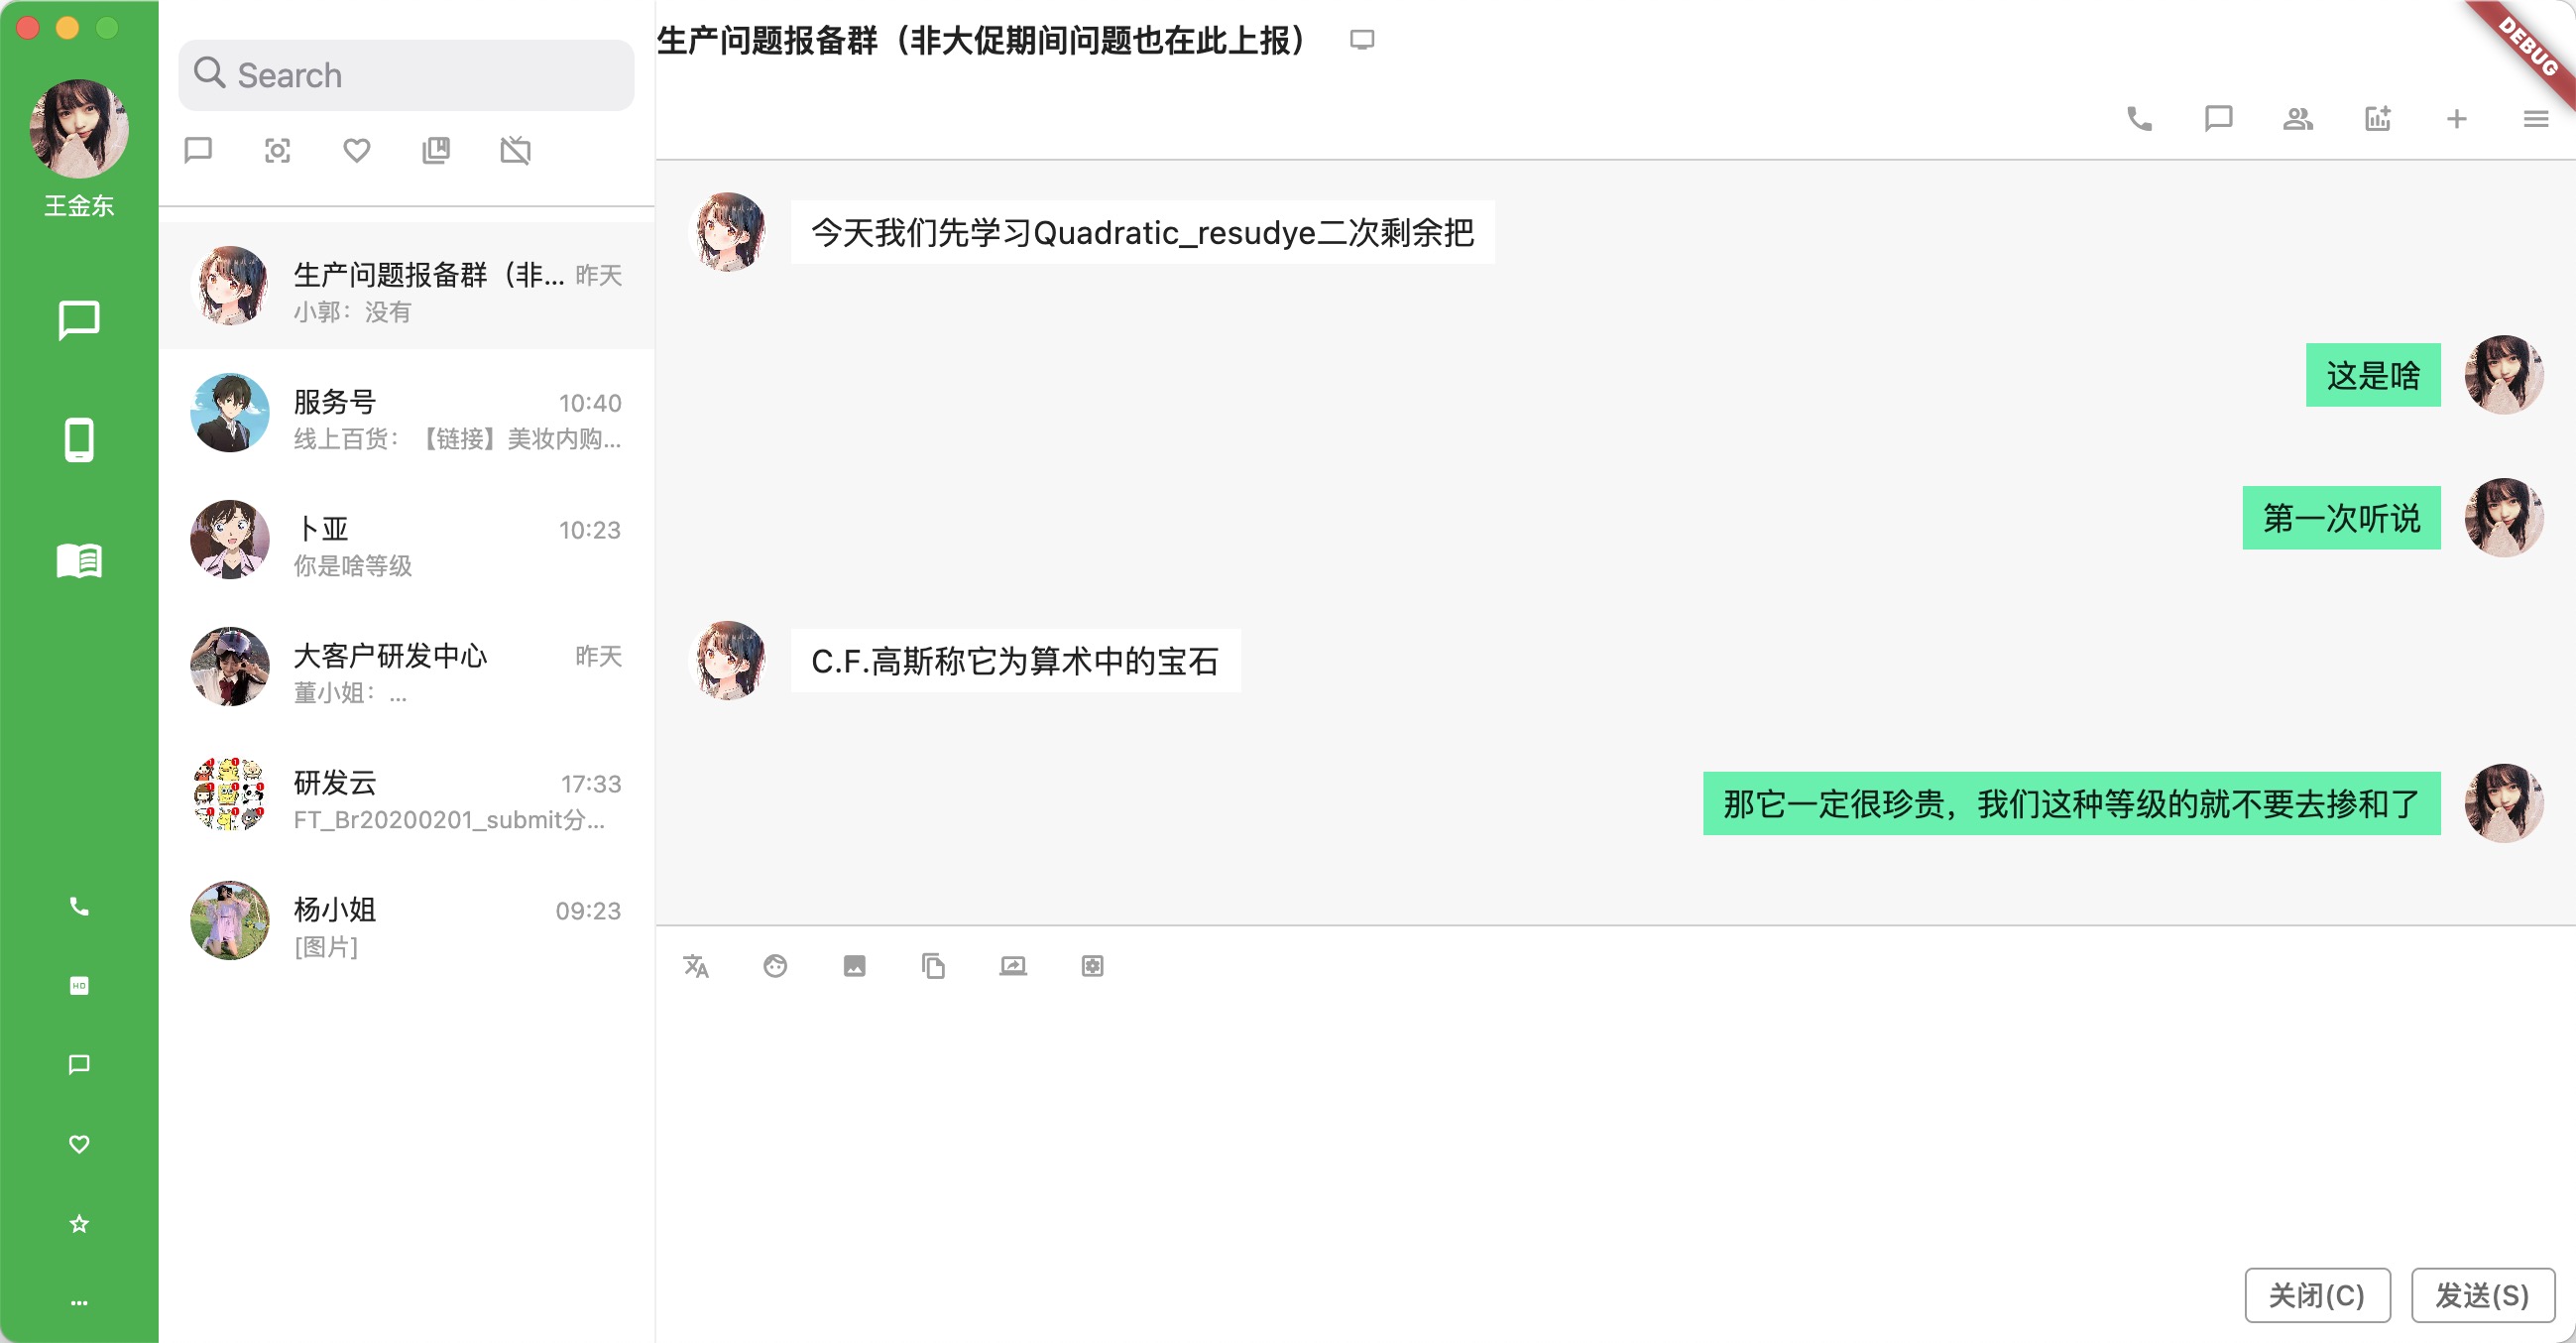 王金东
Search
生产问题报备群（非... 昨天
小郭：没有
服务号 10:40
线上百货：【链接】美妆内购...
卜亚 10:23
你是啥等级
大客户研发中心 昨天
董小姐：...
研发云 17:33
FT_Br20200201_submit分...
杨小姐 09:23
[图片]
生产问题报备群（非大促期间问题也在此上报）
DEBUG
今天我们先学习Quadratic_resudye二次剩余把
这是啥
第一次听说
C.F.高斯称它为算术中的宝石
那它一定很珍贵，我们这种等级的就不要去掺和了
关闭(C)
发送(S)
HD